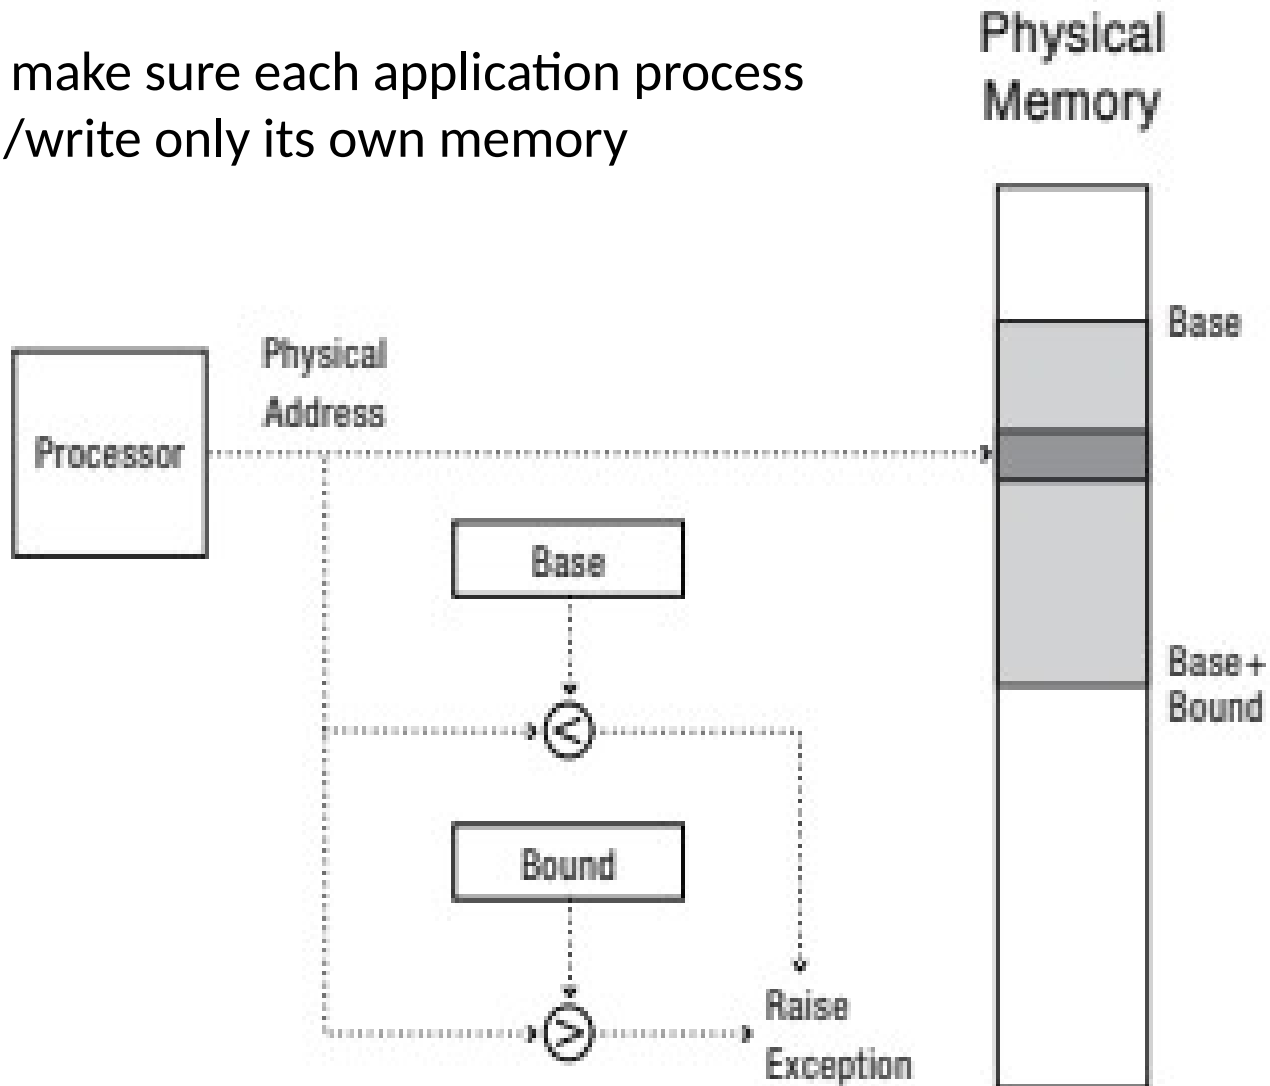 make sure each application process
/write only its own memory
Physical
Memory
Base
Physical
Address
Processor
Base
<
Base+
Bound
Bound
>
Raise
Exception